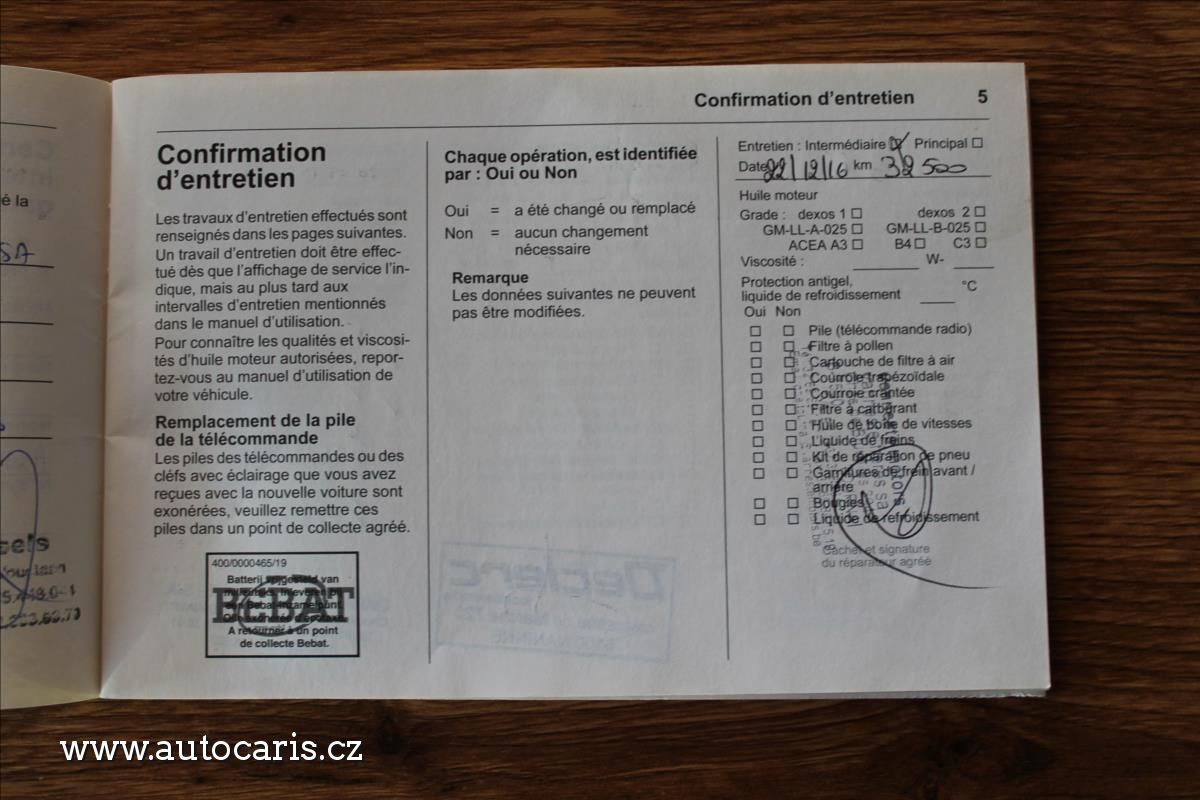 Confirmation d'entretien 5
é la
SA
Confirmation
d'entretien
Les travaux d'entretien effectués sont
renseignés dans les pages suivantes.
Un travail d'entretien doit être effec-
tué dès que l'affichage de service l'in-
dique, mais au plus tard aux
intervalles d'entretien mentionnés
dans le manuel d'utilisation.
Pour connaître les qualités et viscosi-
tés d'huile moteur autorisées, repor-
tez-vous au manuel d'utilisation de
votre véhicule.
Remplacement de la pile
de la télécommande
Les piles des télécommandes ou des
cléfs avec éclairage que vous avez
reçues avec la nouvelle voiture sont
exonérées, veuillez remettre ces
piles dans un point de collecte agréé.
400/0000465/19
BEBAT
Batterij vrijgesteld van
een Bebat-inzamelpunt.
A retourner à un point
de collecte Bebat.
Chaque opération, est identifiée
par : Oui ou Non
Oui = a été changé ou remplacé
Non = aucun changement
nécessaire
Remarque
Les données suivantes ne peuvent
pas être modifiées.
Declerc
Entretien : Intermédiaire ☑ Principal ☐
Date 22/12/16 km 32500
Huile moteur
Grade : dexos 1 ☐ dexos 2 ☐
GM-LL-A-025 ☐ GM-LL-B-025 ☐
ACEA A3 ☐ B4 ☐ C3 ☐
Viscosité : W-
Protection antigel,
liquide de refroidissement °C
Oui Non
☐ ☐ Pile (télécommande radio)
☐ ☐ Filtre à pollen
☐ ☐ Cartouche de filtre à air
☐ ☐ Courroie trapézoïdale
☐ ☐ Courroie crantée
☐ ☐ Filtre à carburant
☐ ☐ Huile de boîte de vitesses
☐ ☐ Liquide de freins
☐ ☐ Kit de réparation de pneu
☐ ☐ Garnitures de frein avant /
arrière
☐ ☐ Bougies
☐ ☐ Liquide de refroidissement
Cachet et signature
du réparateur agréé
www.autocaris.cz